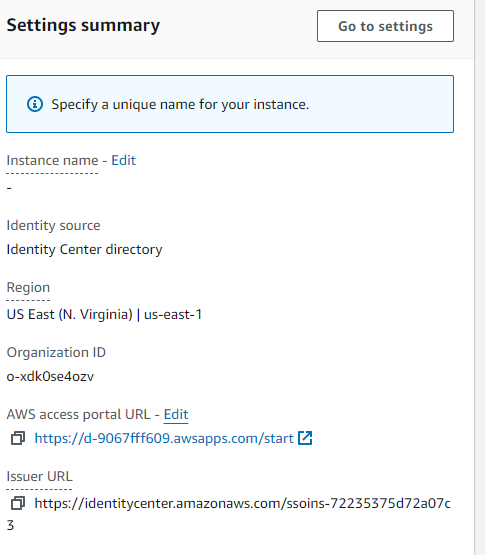 Settings summary
Go to settings
Specify a unique name for your instance.
Instance name - Edit
-
Identity source
Identity Center directory
Region
US East (N. Virginia) | us-east-1
Organization ID
o-xdk0se4ozv
AWS access portal URL - Edit
https://d-9067fff609.awsapps.com/start
Issuer URL
https://identitycenter.amazonaws.com/ssoins-72235375d72a07c
3